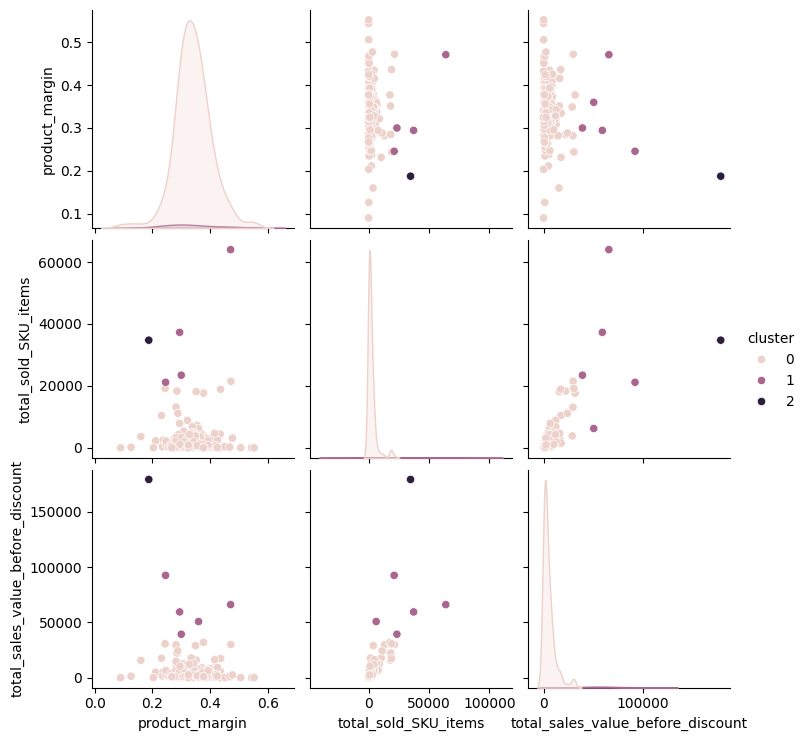 0.5
0.4
0.3
0.2
0.1
product_margin
60000
40000
20000
0
total_sold_SKU_items
cluster
0
1
2
150000
100000
50000
0
total_sales_value_before_discount
0.0 0.2 0.4 0.6
product_margin
0 50000 100000
total_sold_SKU_items
0 100000
total_sales_value_before_discount